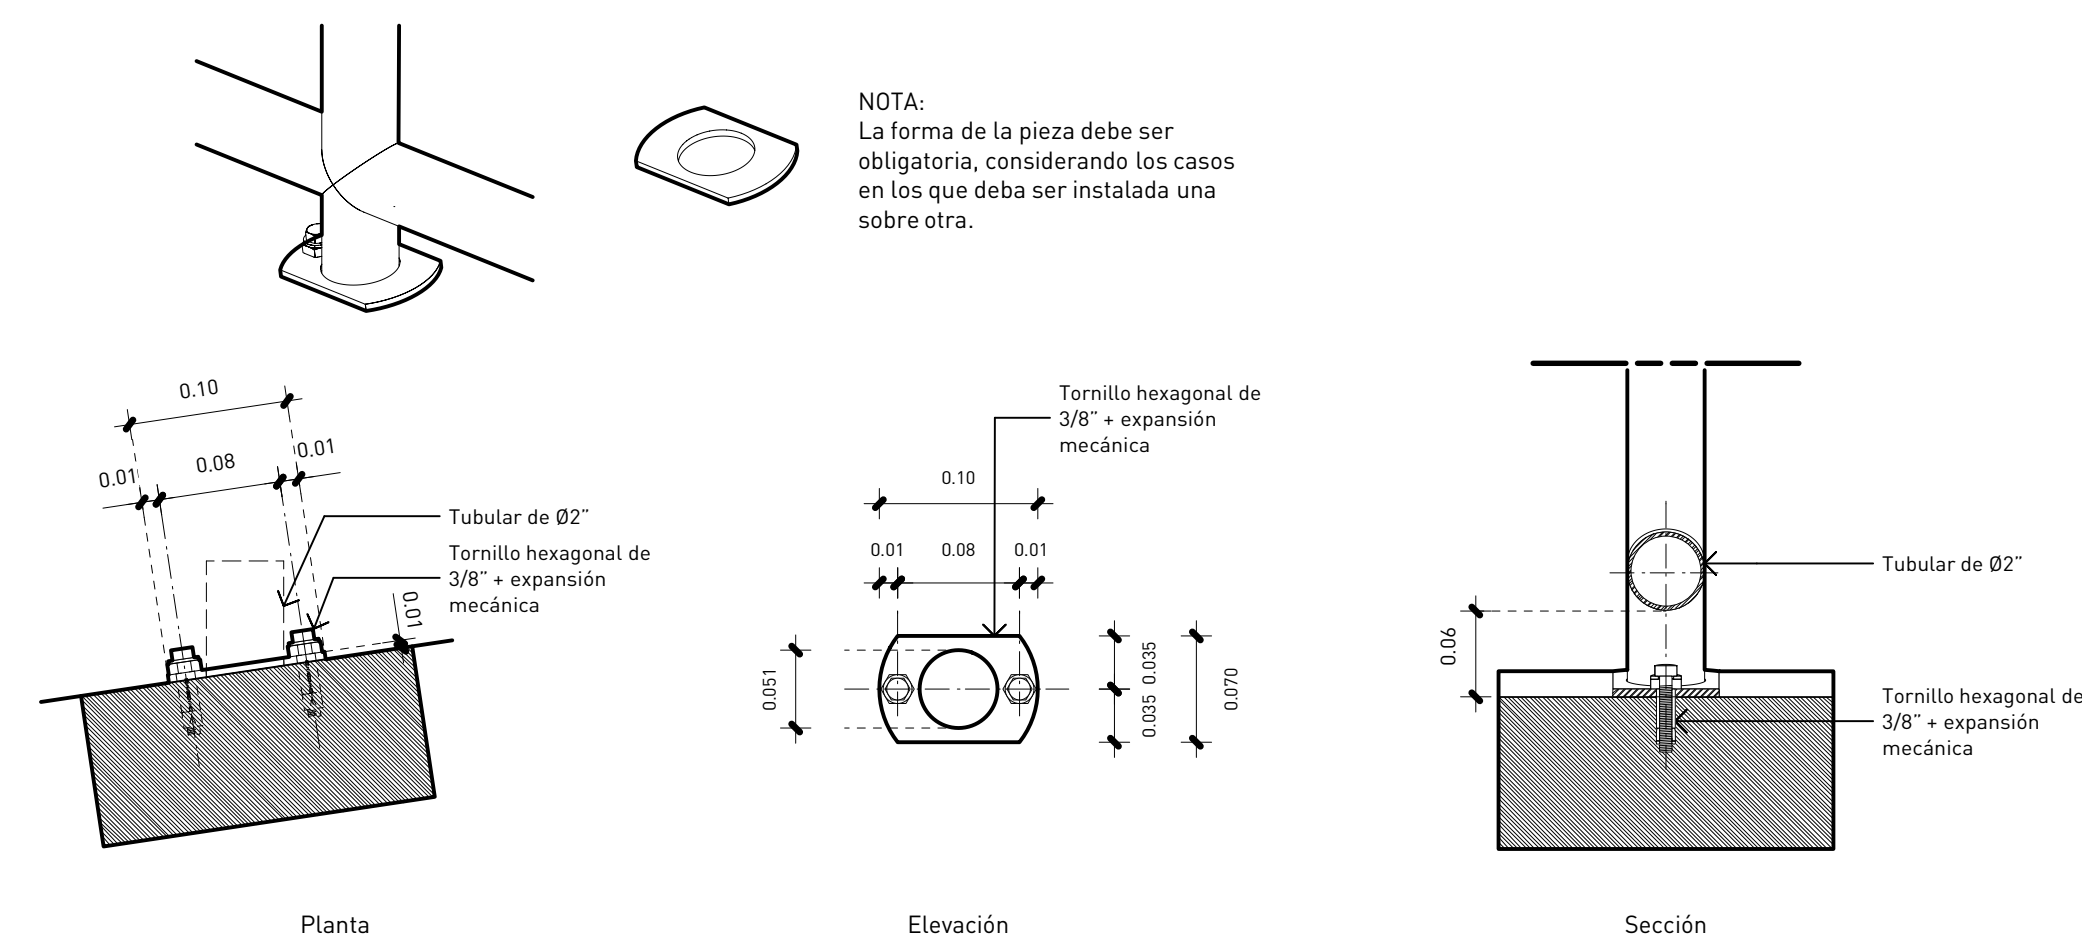 NOTA:
La forma de la pieza debe ser
obligatoria, considerando los casos
en los que deba ser instalada una
sobre otra.
0.10
0.01
0.08
0.01
Tubular de Ø2”
Tornillo hexagonal de
3/8” + expansión
mecánica
0.01
Planta
Tornillo hexagonal de
3/8” + expansión
mecánica
0.10
0.01
0.08
0.01
0.051
0.035
0.035
0.070
Elevación
Tubular de Ø2”
0.06
Tornillo hexagonal de
3/8” + expansión
mecánica
Sección